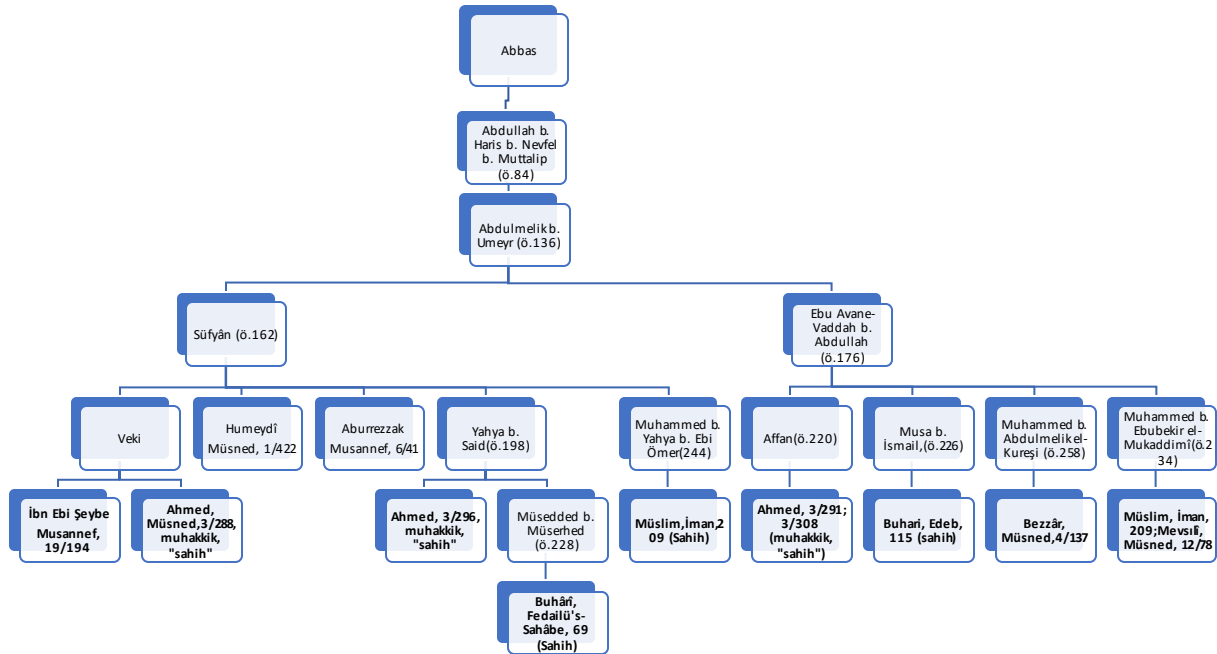 Abbas
Abdullah b.
Haris b. Nevfel
b. Muttalip
(ö.84)
Abdulmelik b.
Umeyr (ö.136)
Süfyân (ö.162)
Ebu Avane-
Vaddah b.
Abdullah
(ö.176)
Veki
Humeydî
Müsned, 1/422
Aburrezzak
Musannef, 6/41
Yahya b.
Said(ö.198)
Muhammed b.
Yahya b. Ebi
Ömer(244)
Affan(ö.220)
Musa b.
İsmail,(ö.226)
Muhammed b.
Abdulmelik el-
Kureşi (ö.258)
Muhammed b.
Ebubekir el-
Mukaddimî(ö.2
34)
İbn Ebi Şeybe
Musannef,
19/194
Ahmed,
Müsned,3/288,
muhakkik,
"sahih"
Ahmed, 3/296,
muhakkik,
"sahih"
Müsedded b.
Müserhed
(ö.228)
Müslim,İman,2
09 (Sahih)
Ahmed, 3/291;
3/308
(muhakkik,
"sahih")
Buhari, Edeb,
115 (sahih)
Bezzâr,
Müsned,4/137
Müslim, İman,
209;Mevsılî,
Müsned, 12/78
Buhârî,
Fedailü's-
Sahâbe, 69
(Sahih)